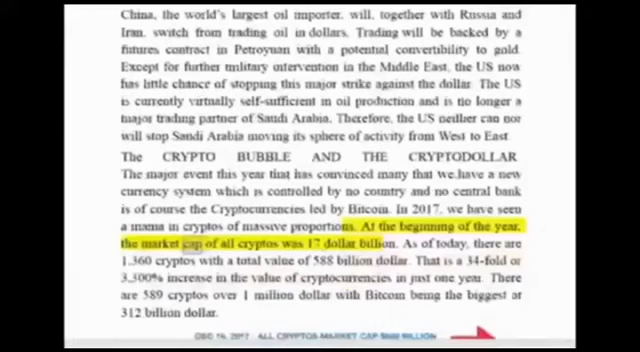 China, the world's largest oil importer, will, together with Russia and
Iran, switch from trading oil in dollars. Trading will be backed by a
futures contract in Petroyuan with a potential convertibility to gold.
Except for further military intervention in the Middle East, the US now
has little chance of stopping this major strike against the dollar. The US
is currently virtually self-sufficient in oil production and is no longer a
major trading partner of Saudi Arabia. Therefore, the US neither can nor
will stop Saudi Arabia moving its sphere of activity from West to East.
The CRYPTO BUBBLE AND THE CRYPTODOLLAR
The major event this year that has convinced many that we have a new
currency system which is controlled by no country and no central bank
is of course the Cryptocurrencies led by Bitcoin. In 2017, we have seen
a mania in cryptos of massive proportions. At the beginning of the year,
the market cap of all cryptos was 17 dollar billion. As of today, there are
1,360 cryptos with a total value of 588 billion dollar. That is a 34-fold or
3,300% increase in the value of cryptocurrencies in just one year. There
are 589 cryptos over 1 million dollar with Bitcoin being the biggest at
312 billion dollar.
DEC 19, 2017 ALL CRYPTOS MARKET CAP $588 BILLION